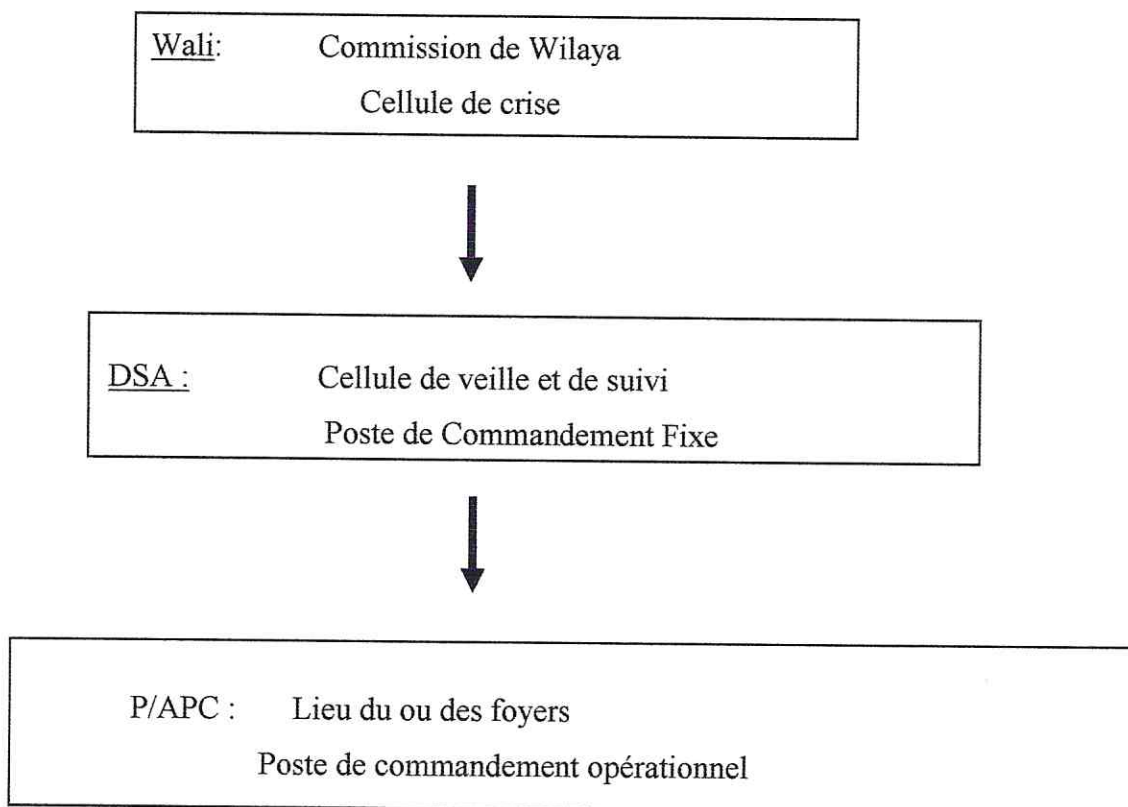 Wali: Commission de Wilaya
Cellule de crise
DSA : Cellule de veille et de suivi
Poste de Commandement Fixe
P/APC : Lieu du ou des foyers
Poste de commandement opérationnel